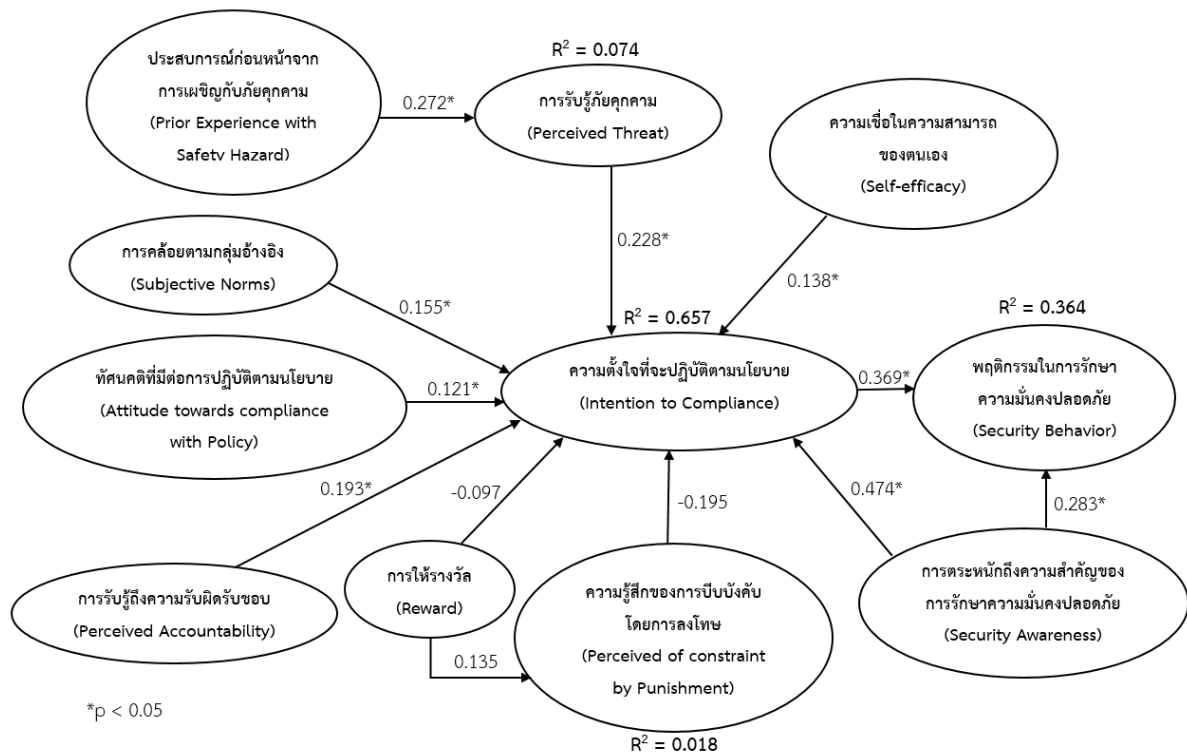 ประสบการณ์ก่อนหน้าจาก
การเผชิญกับภัยคุกคาม
(Prior Experience with
Safetv Hazard)
0.272*
R² = 0.074
การรับรู้ภัยคุกคาม
(Perceived Threat)
ความเชื่อในความสามารถ
ของตนเอง
(Self-efficacy)
การคล้อยตามกลุ่มอ้างอิง
(Subjective Norms)
0.155*
0.228*
0.138*
ทัศนคติที่มีต่อการปฏิบัติตามนโยบาย
(Attitude towards compliance
with Policy)
0.121*
R² = 0.657
ความตั้งใจที่จะปฏิบัติตามนโยบาย
(Intention to Compliance)
0.369*
R² = 0.364
พฤติกรรมในการรักษา
ความมั่นคงปลอดภัย
(Security Behavior)
0.193*
-0.097
-0.195
0.474*
0.283*
การรับรู้ถึงความรับผิดรับชอบ
(Perceived Accountability)
การให้รางวัล
(Reward)
0.135
ความรู้สึกของการบีบบังคับ
โดยการลงโทษ
(Perceived of constraint
by Punishment)
R² = 0.018
การตระหนักถึงความสำคัญของ
การรักษาความมั่นคงปลอดภัย
(Security Awareness)
*p < 0.05